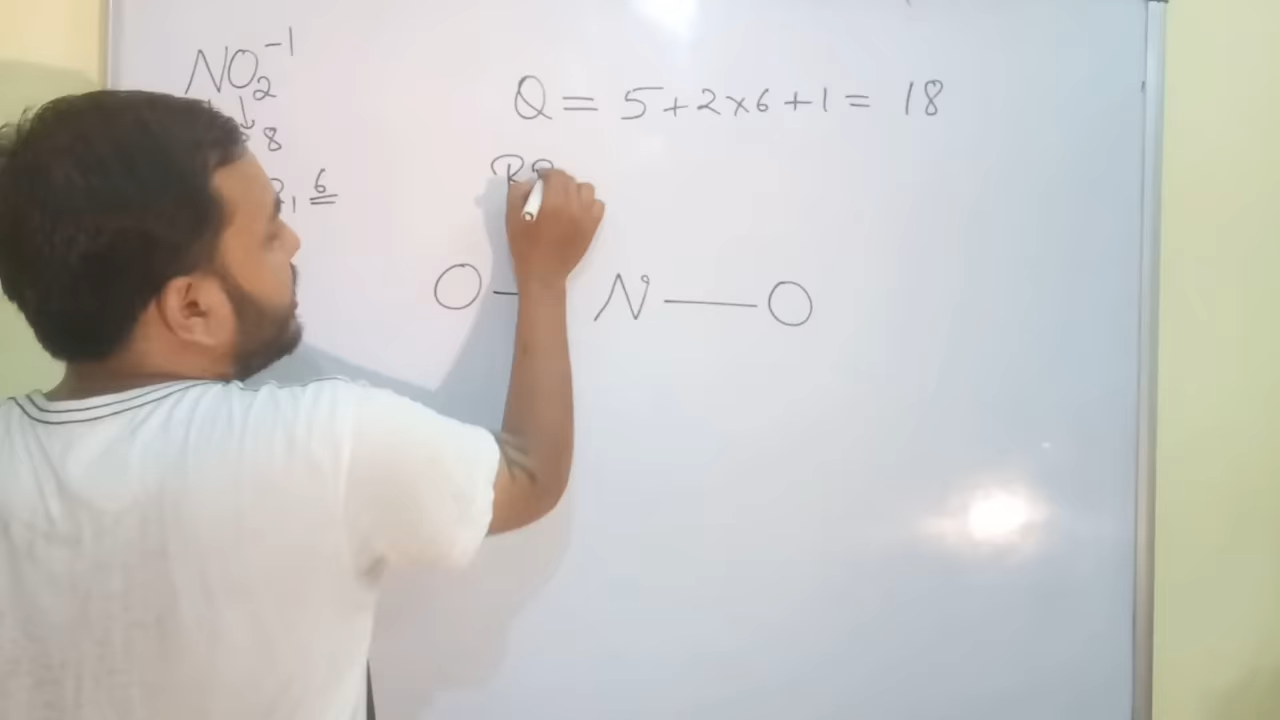 NO₂⁻¹
Q = 5+2×6+1 = 18
8
, 6
O — N — O